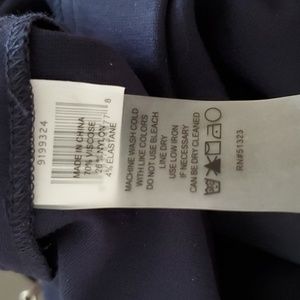 9199324
MADE IN CHINA
70% VISCOSE
26% NYLON
4% ELASTANE
MACHINE WASH COLD
WITH LIKE COLORS
DO NOT USE BLEACH
LINE DRY
USE LOW IRON
IF NECESSARY
CAN BE DRY CLEANED
RN#51323